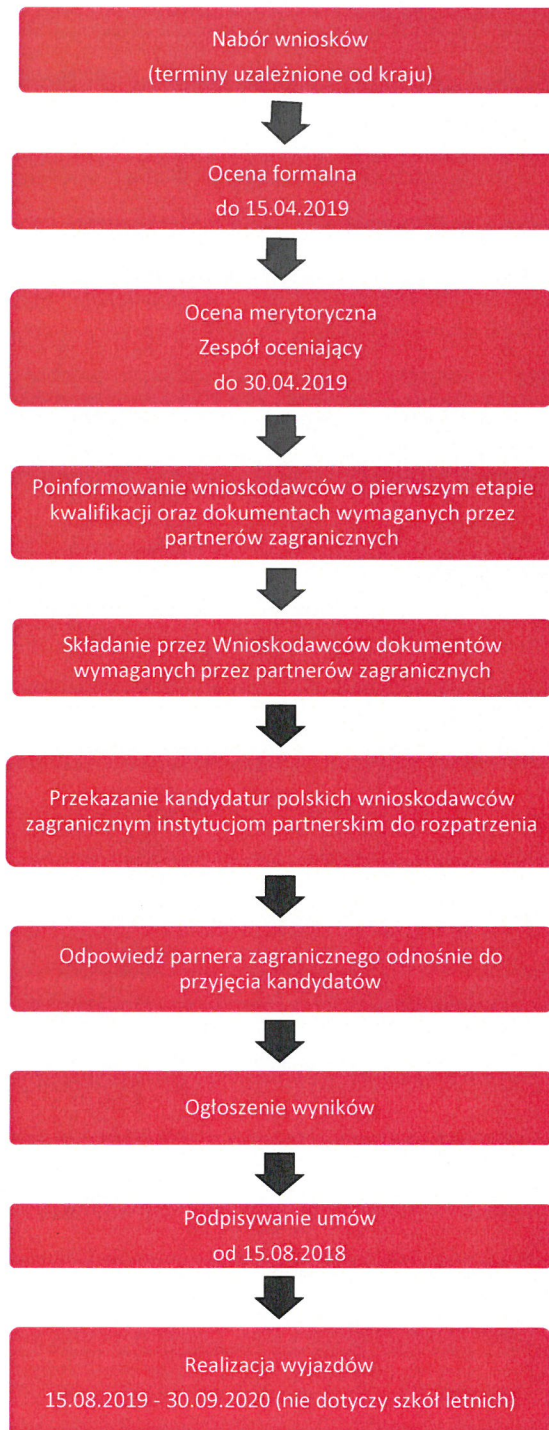 Nabór wniosków
(terminy uzależnione od kraju)
Ocena formalna
do 15.04.2019
Ocena merytoryczna
Zespół oceniający
do 30.04.2019
Poinformowanie wnioskodawców o pierwszym etapie
kwalifikacji oraz dokumentach wymaganych przez
partnerów zagranicznych
Składanie przez Wnioskodawców dokumentów
wymaganych przez partnerów zagranicznych
Przekazanie kandydatur polskich wnioskodawców
zagranicznym instytucjom partnerskim do rozpatrzenia
Odpowiedź parnera zagranicznego odnośnie do
przyjęcia kandydatów
Ogłoszenie wyników
Podpisywanie umów
od 15.08.2018
Realizacja wyjazdów
15.08.2019 - 30.09.2020 (nie dotyczy szkół letnich)